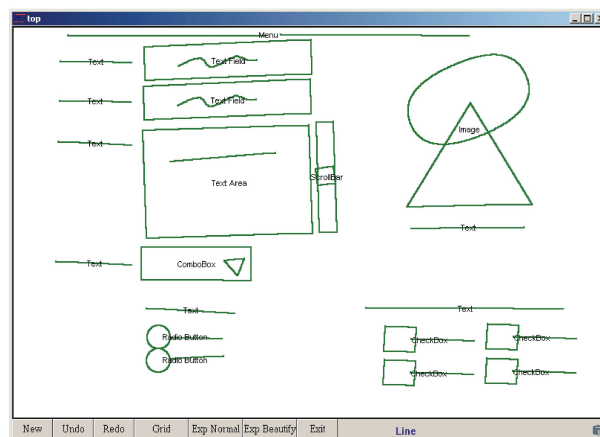 top
Menu
Text
Text Field
Text
Text Field
Text
Text Area
ScrollBar
Image
Text
Text
ComboBox
Text
Text
Radio Button
Radio Button
CheckBox
CheckBox
CheckBox
CheckBox
New Undo Redo Grid Exp Normal Exp Beautify Exit Line